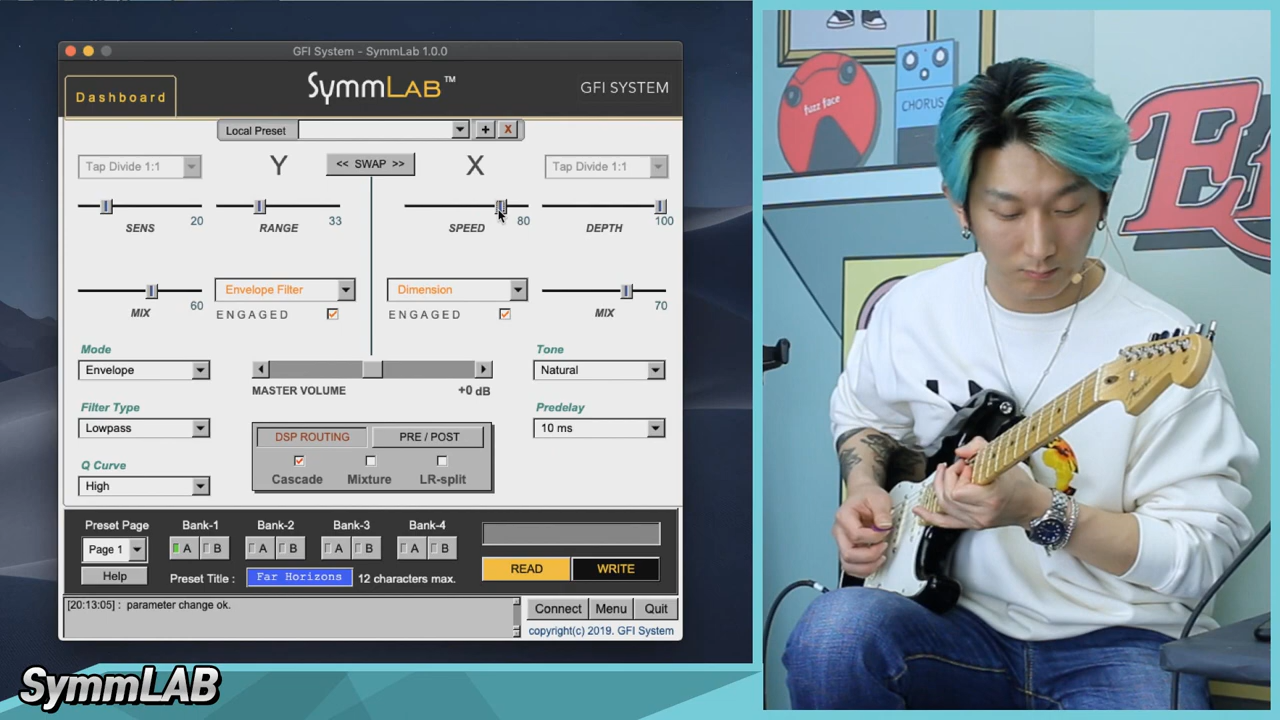 GFI System - SymmLab 1.0.0
Dashboard
SymmLAB™
GFI SYSTEM
Local Preset
+
X
Tap Divide 1:1
Y
<< SWAP >>
X
Tap Divide 1:1
20
33
80
100
SENS
RANGE
SPEED
DEPTH
60
Envelope Filter
Dimension
70
MIX
ENGAGED
ENGAGED
MIX
Mode
Envelope
MASTER VOLUME
+0 dB
Tone
Natural
Filter Type
Lowpass
Predelay
10 ms
DSP ROUTING
PRE / POST
Cascade
Mixture
LR-split
Q Curve
High
Preset Page
Bank-1
Bank-2
Bank-3
Bank-4
Page 1
A
B
A
B
A
B
A
B
Help
Preset Title :
Far Horizons
12 characters max.
READ
WRITE
[20:13:05] : parameter change ok.
Connect
Menu
Quit
copyright(c) 2019. GFI System
SymmLAB
fuzz face
CHORUS